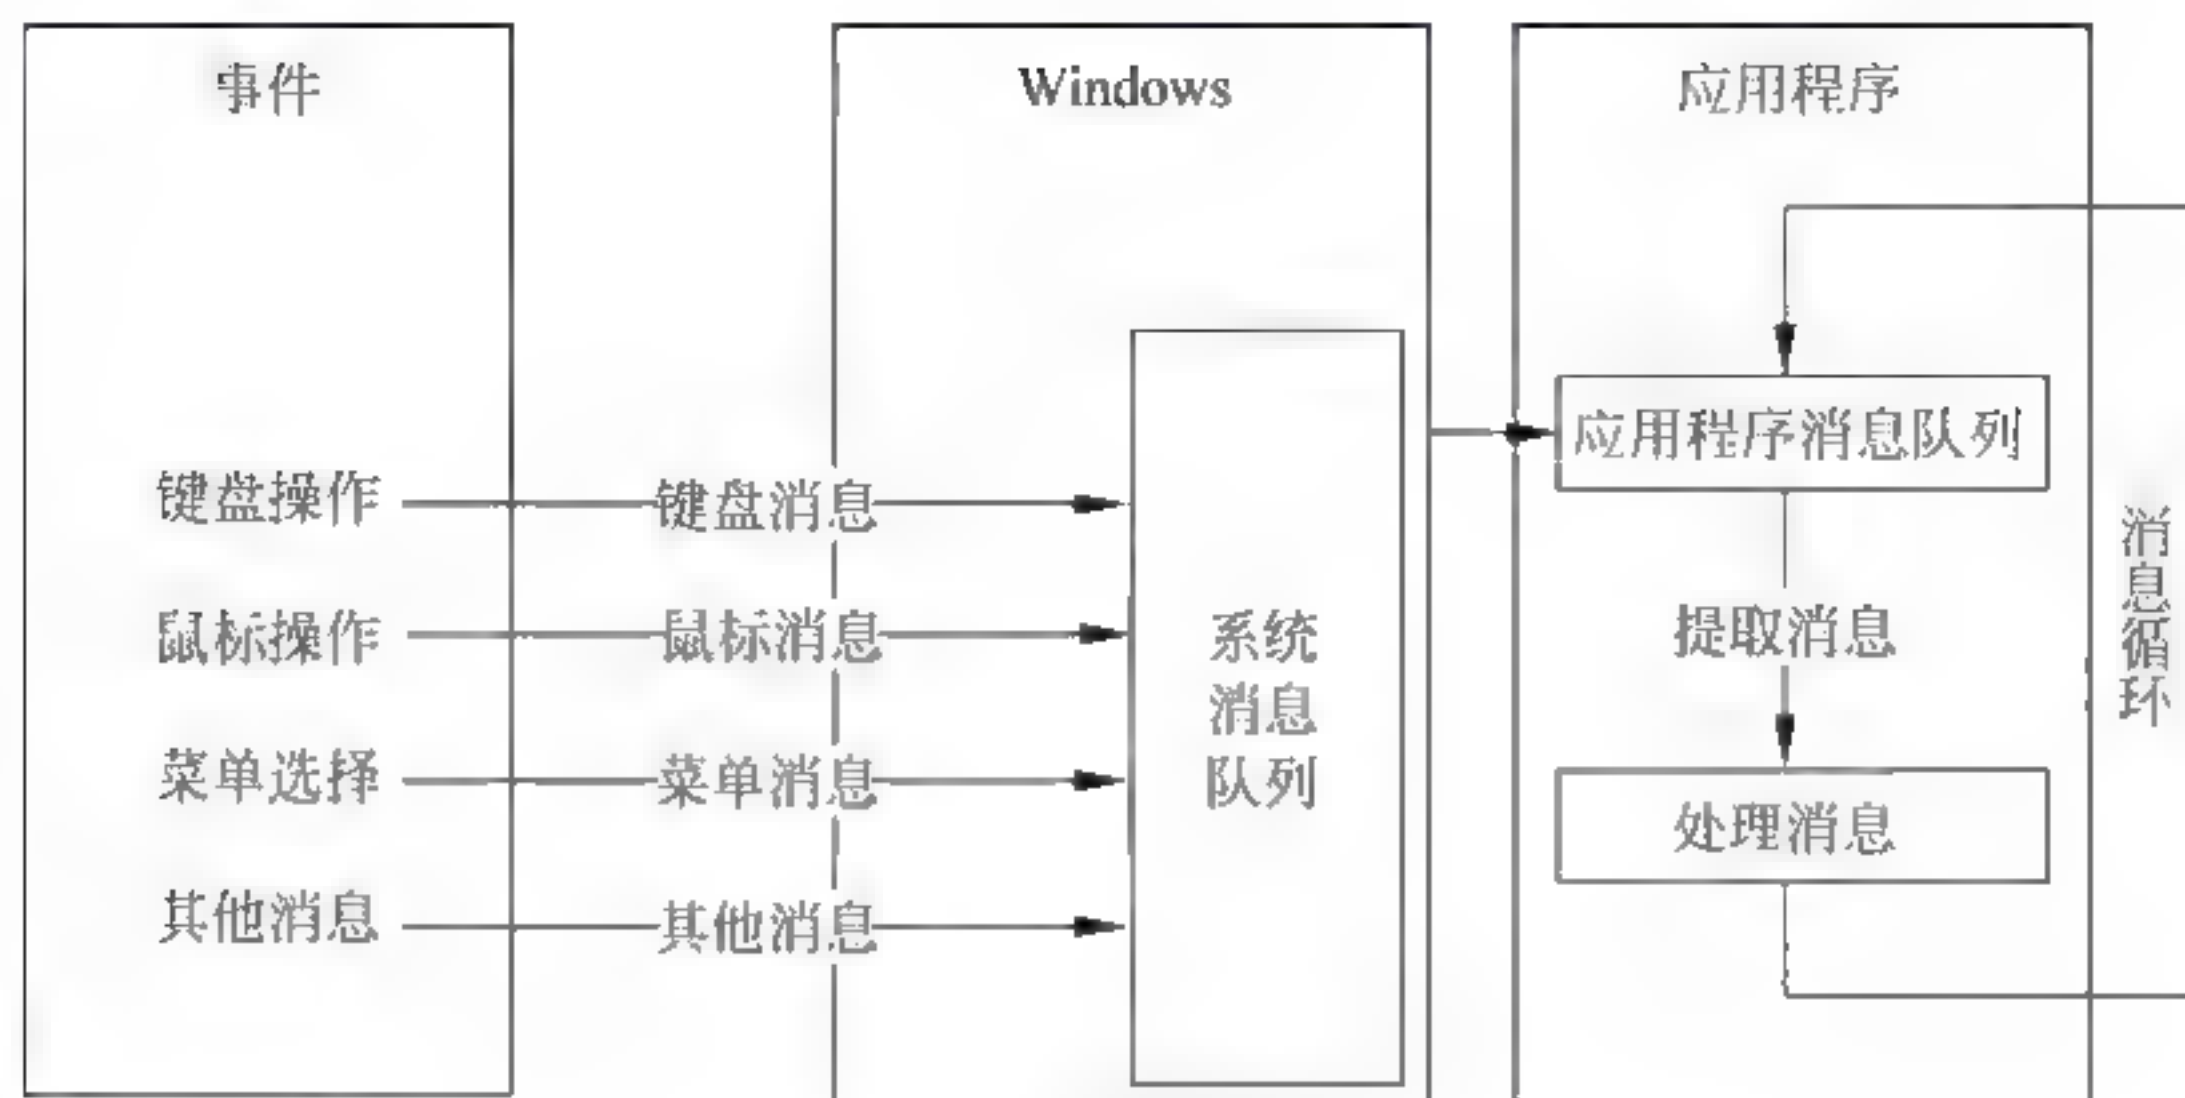 事件
Windows
应用程序
键盘操作
键盘消息
鼠标操作
鼠标消息
菜单选择
菜单消息
其他消息
其他消息
系统
消息
队列
应用程序消息队列
提取消息
处理消息
消息循环